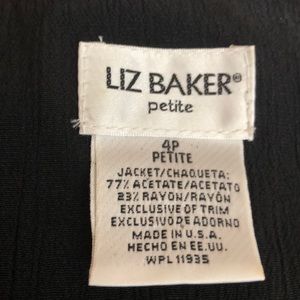 LIZ BAKER®
petite
4P
PETITE
JACKET/CHAQUETA:
77% ACETATE/ACETATO
23% RAYON/RAYÓN
EXCLUSIVE OF TRIM
EXCLUSIVO DE ADORNO
MADE IN U.S.A.
HECHO EN EE.UU.
WPL 11935